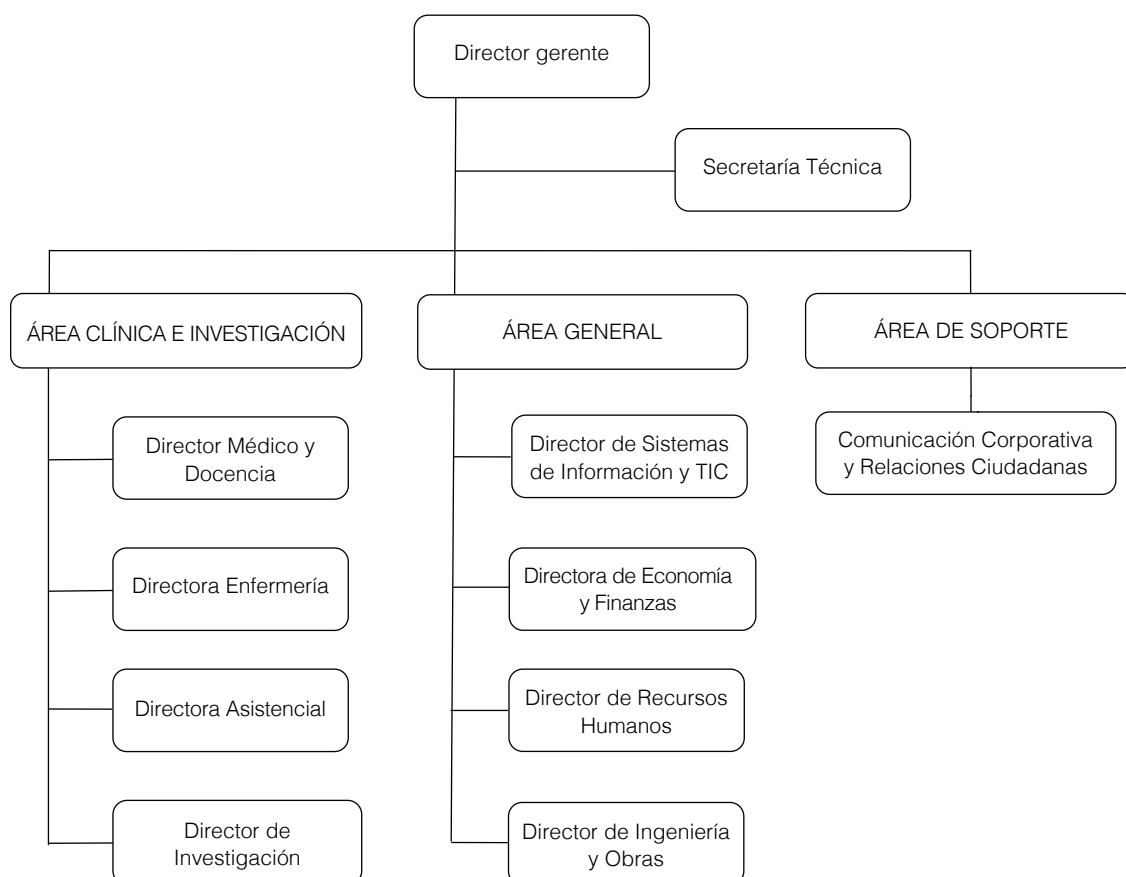 Director gerente
Secretaría Técnica
ÁREA CLÍNICA E INVESTIGACIÓN
ÁREA GENERAL
ÁREA DE SOPORTE
Director Médico y
Docencia
Director de Sistemas
de Información y TIC
Comunicación Corporativa
y Relaciones Ciudadanas
Directora Enfermería
Directora de Economía
y Finanzas
Directora Asistencial
Director de Recursos
Humanos
Director de
Investigación
Director de Ingeniería
y Obras